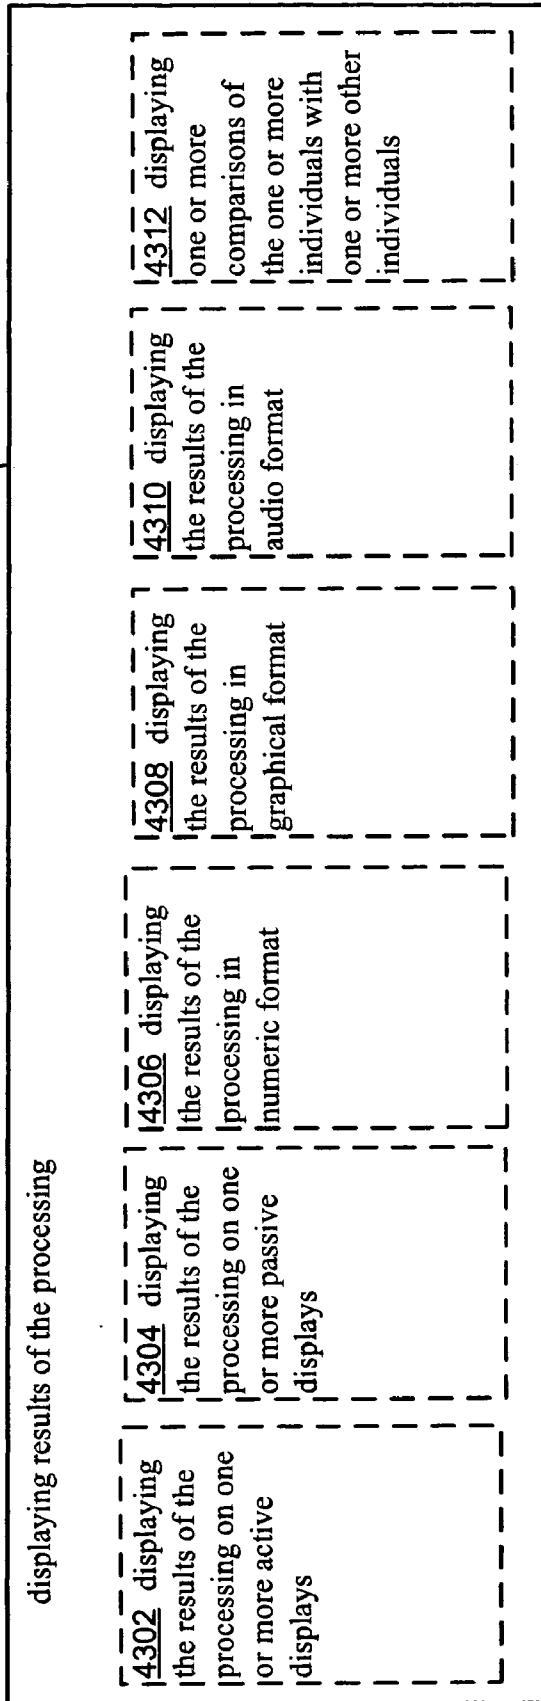 displaying results of the processing
4302 displaying
the results of the
processing on one
or more active
displays
4304 displaying
the results of the
processing on one
or more passive
displays
4306 displaying
the results of the
processing in
numeric format
4308 displaying
the results of the
processing in
graphical format
4310 displaying
the results of the
processing in
audio format
4312 displaying
one or more
comparisons of
the one or more
individuals with
one or more other
individuals